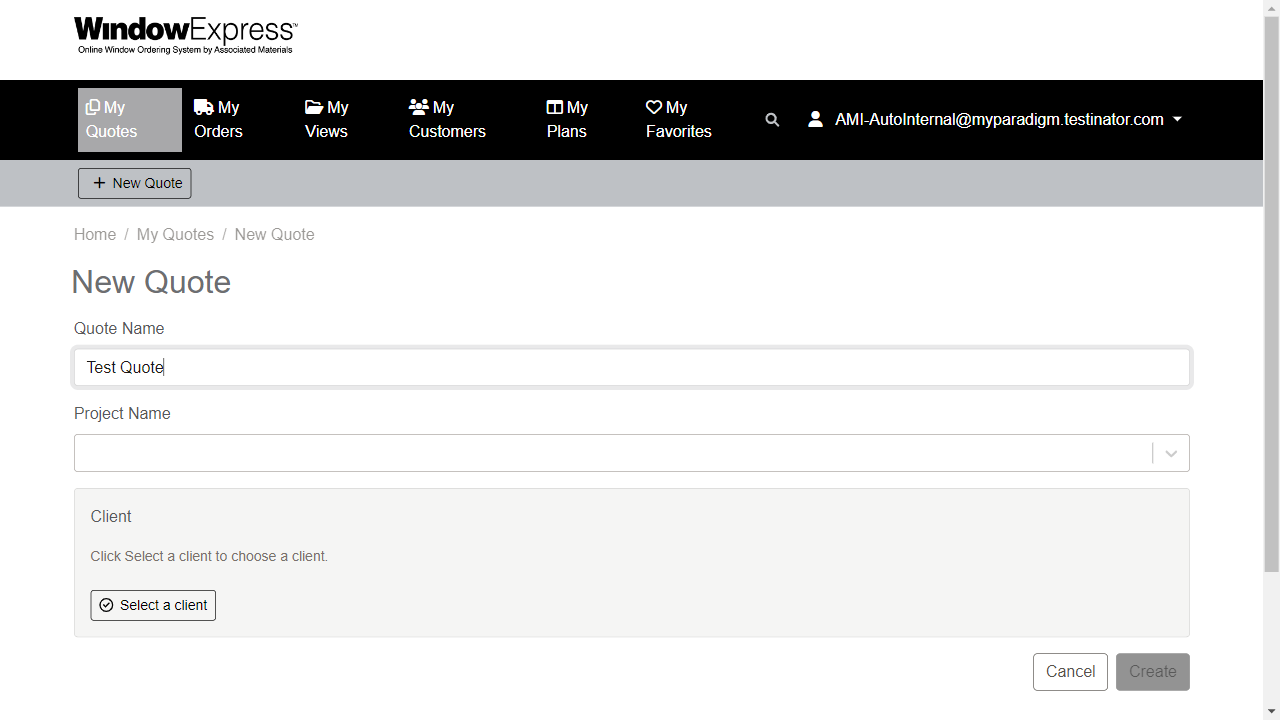 WindowExpress™
Online Window Ordering System by Associated Materials
My Quotes
My Orders
My Views
My Customers
My Plans
My Favorites
AMI-AutoInternal@myparadigm.testinator.com
New Quote
Home / My Quotes / New Quote
New Quote
Quote Name
Test Quote
Project Name
Client
Click Select a client to choose a client.
Select a client
Cancel
Create